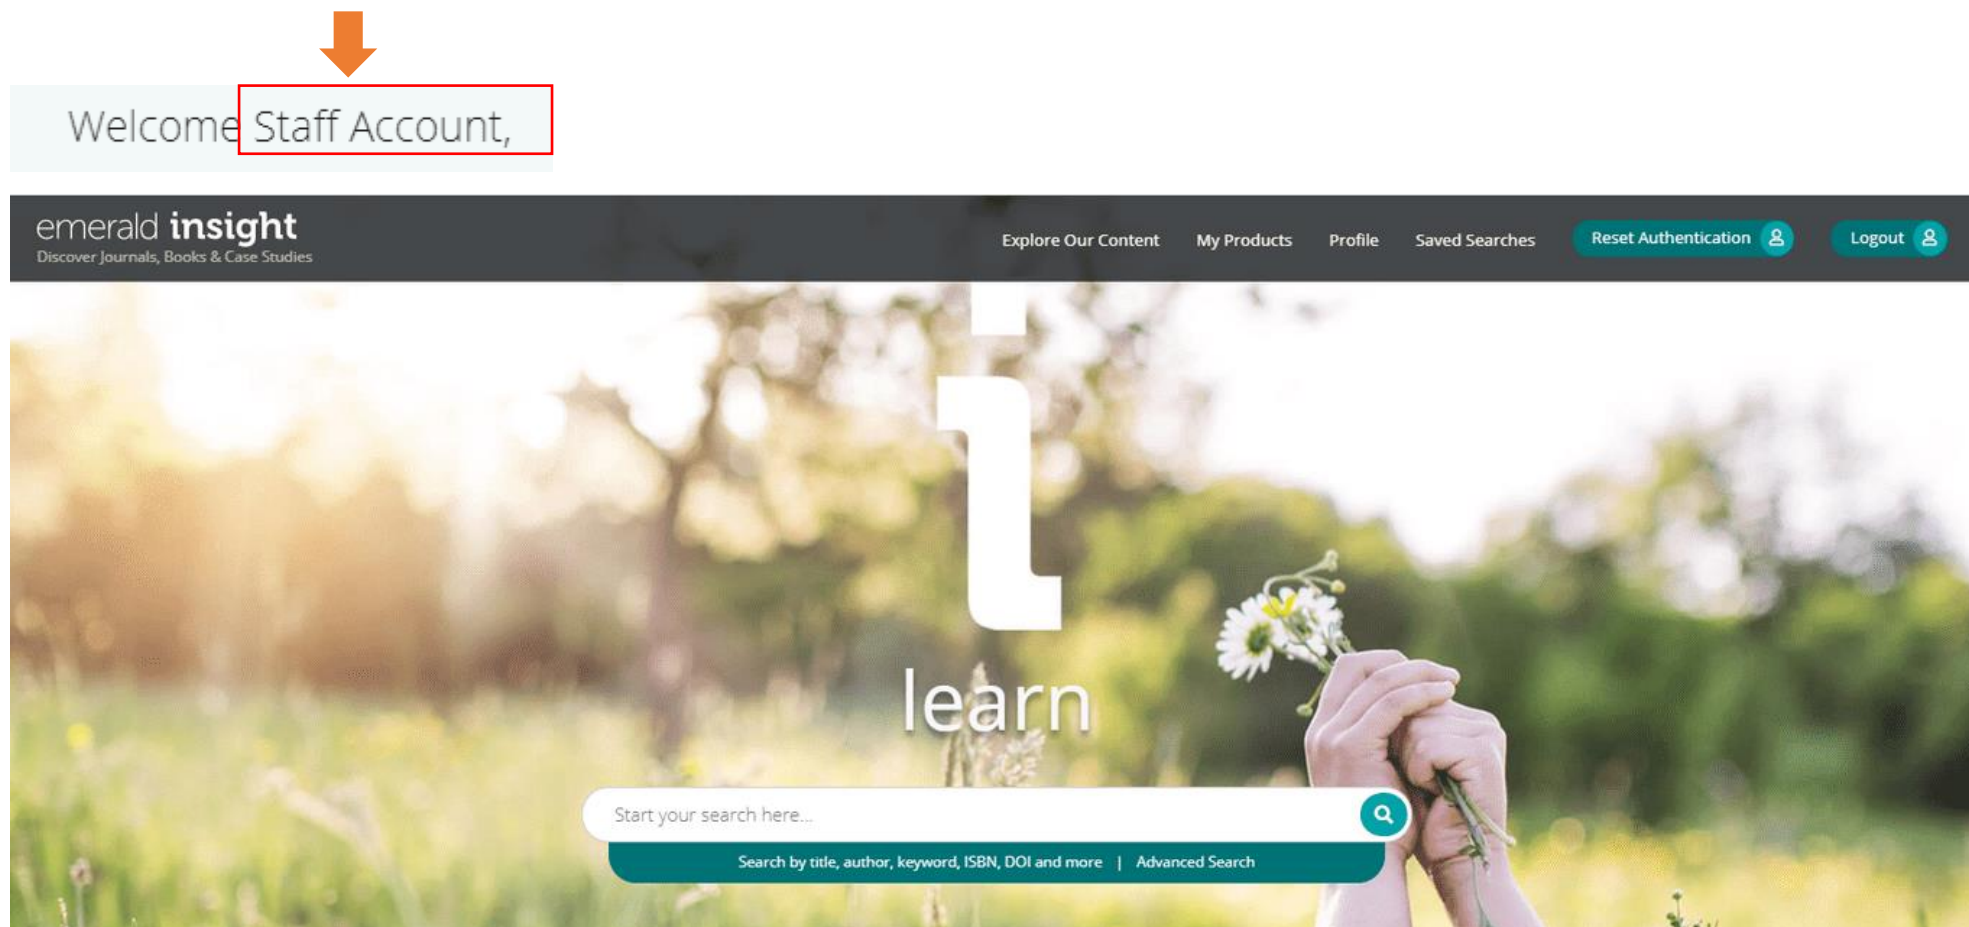 Welcome Staff Account,
emerald insight
Discover Journals, Books & Case Studies
Explore Our Content My Products Profile Saved Searches Reset Authentication Logout
i
learn
Start your search here...
Search by title, author, keyword, ISBN, DOI and more | Advanced Search